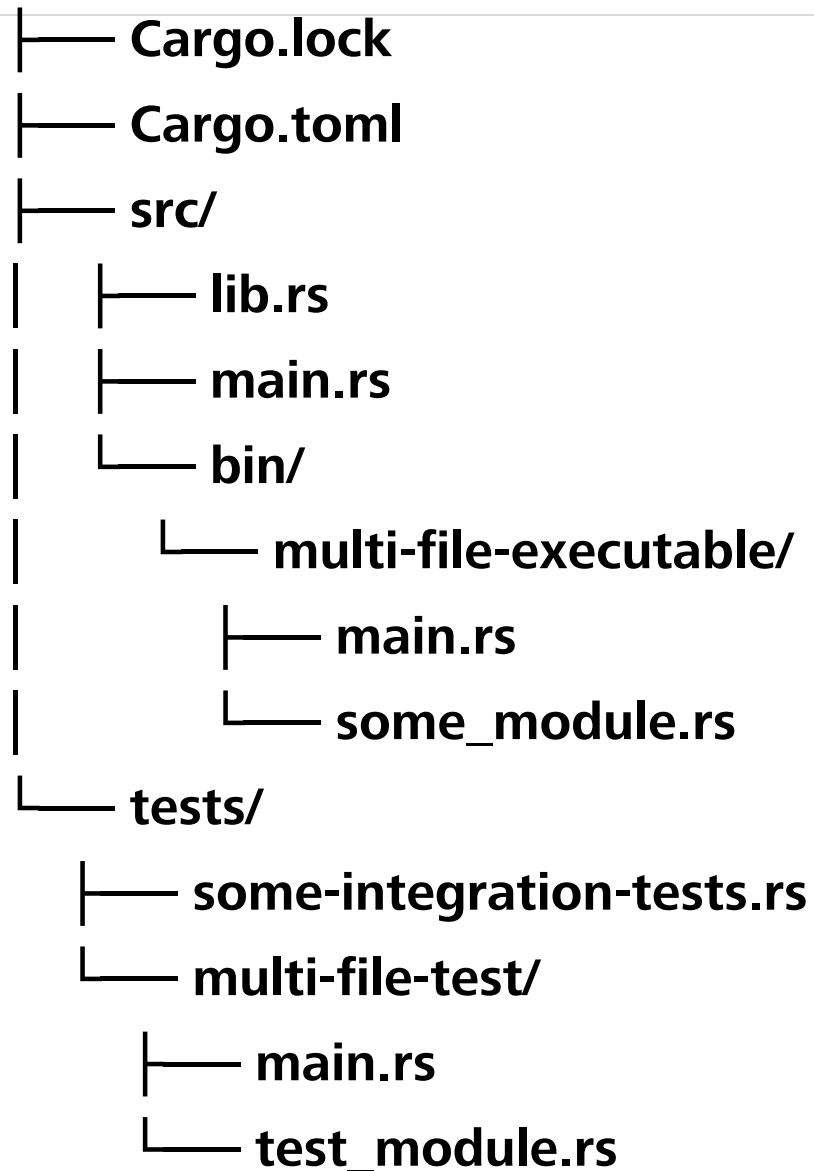 ├── Cargo.lock
├── Cargo.toml
├── src/
│   ├── lib.rs
│   ├── main.rs
│   └── bin/
│       └── multi-file-executable/
│           ├── main.rs
│           └── some_module.rs
└── tests/
    ├── some-integration-tests.rs
    └── multi-file-test/
        ├── main.rs
        └── test_module.rs